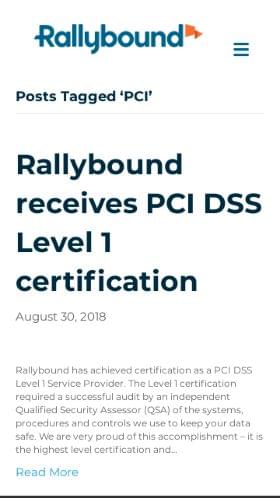 Rallybound
Posts Tagged ‘PCI’
Rallybound
receives PCI DSS
Level 1
certification
August 30, 2018
Rallybound has achieved certification as a PCI DSS
Level 1 Service Provider. The Level 1 certification
required a successful audit by an independent
Qualified Security Assessor (QSA) of the systems,
procedures and controls we use to keep your data
safe. We are very proud of this accomplishment – it is
the highest level certification and...
Read More